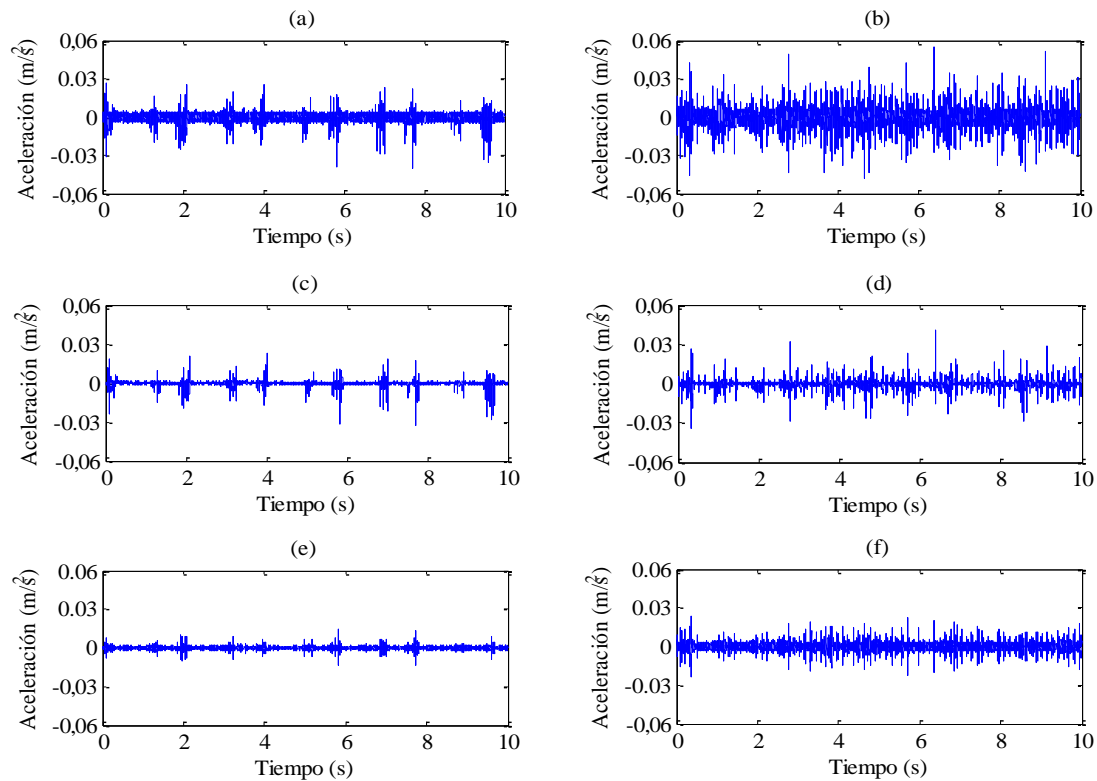 (a)
Aceleración (m/s²)
0,06
0.03
0
-0.03
-0.06
0 2 4 6 8 10
Tiempo (s)
(b)
Aceleración (m/s²)
0.06
0.03
0
-0.03
-0.06
0 2 4 6 8 10
Tiempo (s)
(c)
Aceleración (m/s²)
0.06
0.03
0
-0.03
-0,06
0 2 4 6 8 10
Tiempo (s)
(d)
Aceleración (m/s²)
0.06
0.03
0
-0.03
-0,06
0 2 4 6 8 10
Tiempo (s)
(e)
Aceleración (m/s²)
0.06
0.03
0
-0.03
-0.06
0 2 4 6 8 10
Tiempo (s)
(f)
Aceleración (m/s²)
0.06
0.03
0
-0.03
-0.06
0 2 4 6 8 10
Tiempo (s)